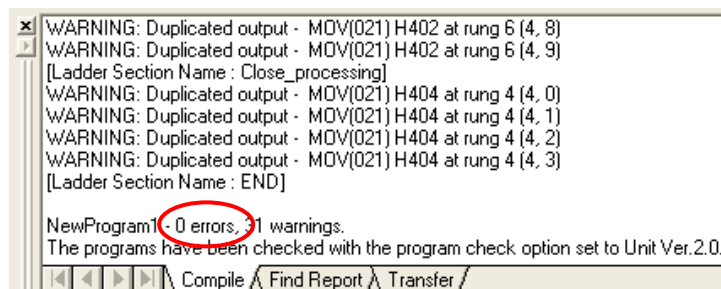 WARNING: Duplicated output - MOV(021) H402 at rung 6 (4, 8)
WARNING: Duplicated output - MOV(021) H402 at rung 6 (4, 9)
[Ladder Section Name : Close_processing]
WARNING: Duplicated output - MOV(021) H404 at rung 4 (4, 0)
WARNING: Duplicated output - MOV(021) H404 at rung 4 (4, 1)
WARNING: Duplicated output - MOV(021) H404 at rung 4 (4, 2)
WARNING: Duplicated output - MOV(021) H404 at rung 4 (4, 3)
[Ladder Section Name : END]
NewProgram1 - 0 errors, 31 warnings.
The programs have been checked with the program check option set to Unit Ver.2.0.
Compile Find Report Transfer